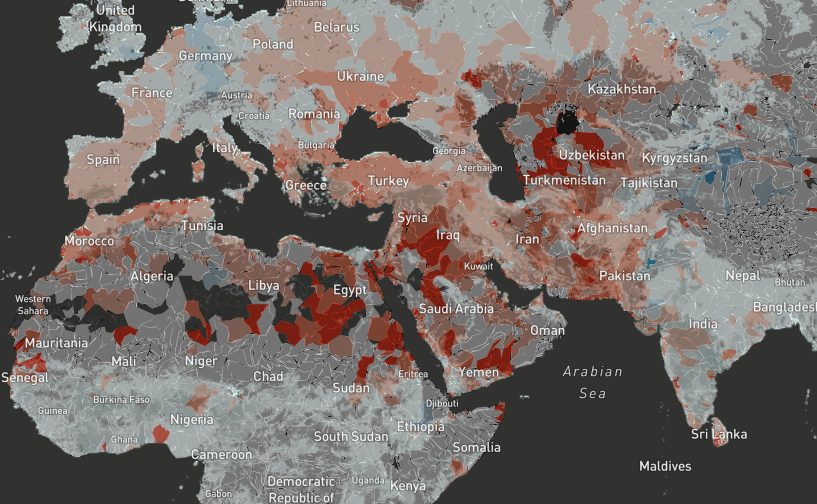 Lithuania
United
Kingdom
Belarus
Poland
Germany
Ukraine
Kazakhstan
France
Austria
Croatia
Romania
Italy
Bulgaria
Georgia
Uzbekistan
Kyrgyzstan
Spain
Azerbaijan
Greece
Turkey
Turkmenistan
Tajikistan
Syria
Tunisia
Morocco
Iraq
Iran
Afghanistan
Kuwait
Algeria
Libya
Egypt
Pakistan
Nepal
Bhutan
Western
Sahara
Saudi Arabia
Bangladesh
Mauritania
Oman
India
Mali
Niger
Chad
Senegal
Sudan
Eritrea
Yemen
Arabian
Sea
Guinea
Burkina Faso
Djibouti
Nigeria
Ghana
South Sudan
Ethiopia
Somalia
Sri Lanka
Cameroon
Maldives
Gabon
Democratic
Republic of
Uganda
Kenya